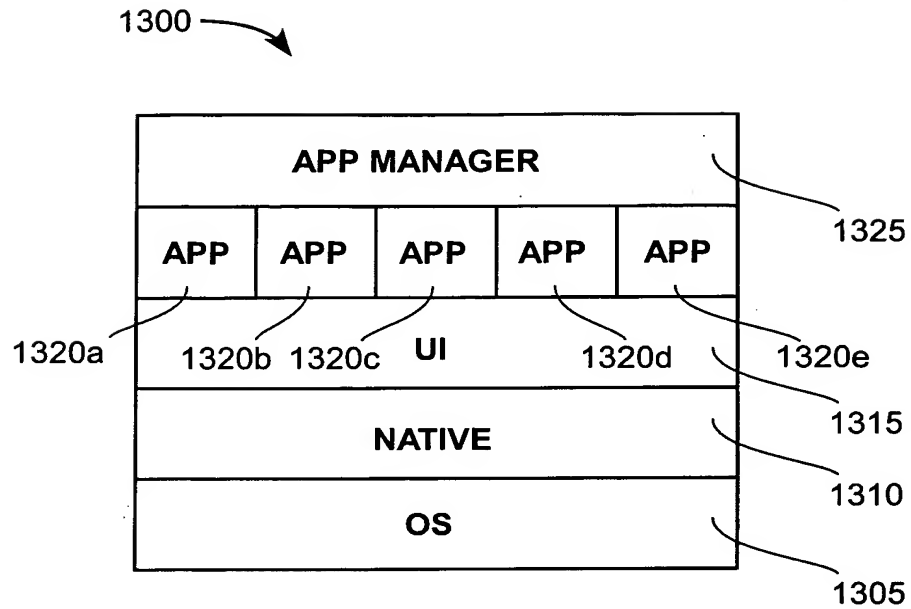 1300
APP MANAGER
1325
APP APP APP APP APP
1320a 1320b 1320c UI 1320d 1320e
1315
NATIVE
1310
OS
1305